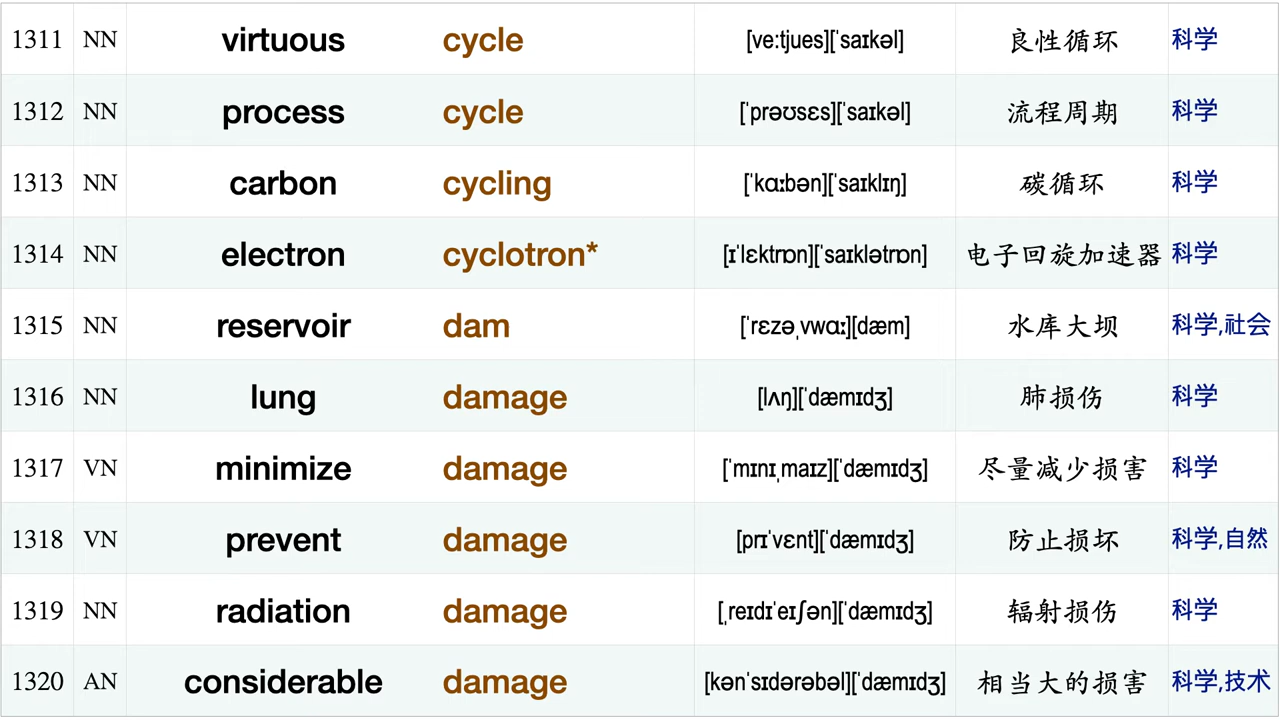 1311 NN virtuous cycle [ve:tjues][ˈsaɪkəl] 良性循环 科学
1312 NN process cycle [ˈprəʊsɛs][ˈsaɪkəl] 流程周期 科学
1313 NN carbon cycling [ˈkɑɪbən][ˈsaɪklɪŋ] 碳循环 科学
1314 NN electron cyclotron* [ɪˈlɛktrɒn][ˈsaɪklətrɒn] 电子回旋加速器 科学
1315 NN reservoir dam [ˈrɛzəˌvwɑɪ][dæm] 水库大坝 科学,社会
1316 NN lung damage [lʌŋ][ˈdæmɪdʒ] 肺损伤 科学
1317 VN minimize damage [ˈmɪnɪˌmaɪz][ˈdæmɪdʒ] 尽量减少损害 科学
1318 VN prevent damage [prɪˈvɛnt][ˈdæmɪdʒ] 防止损坏 科学,自然
1319 NN radiation damage [ˌreɪdɪˈeɪʃən][ˈdæmɪdʒ] 辐射损伤 科学
1320 AN considerable damage [kənˈsɪdərəbəl][ˈdæmɪdʒ] 相当大的损害 科学,技术